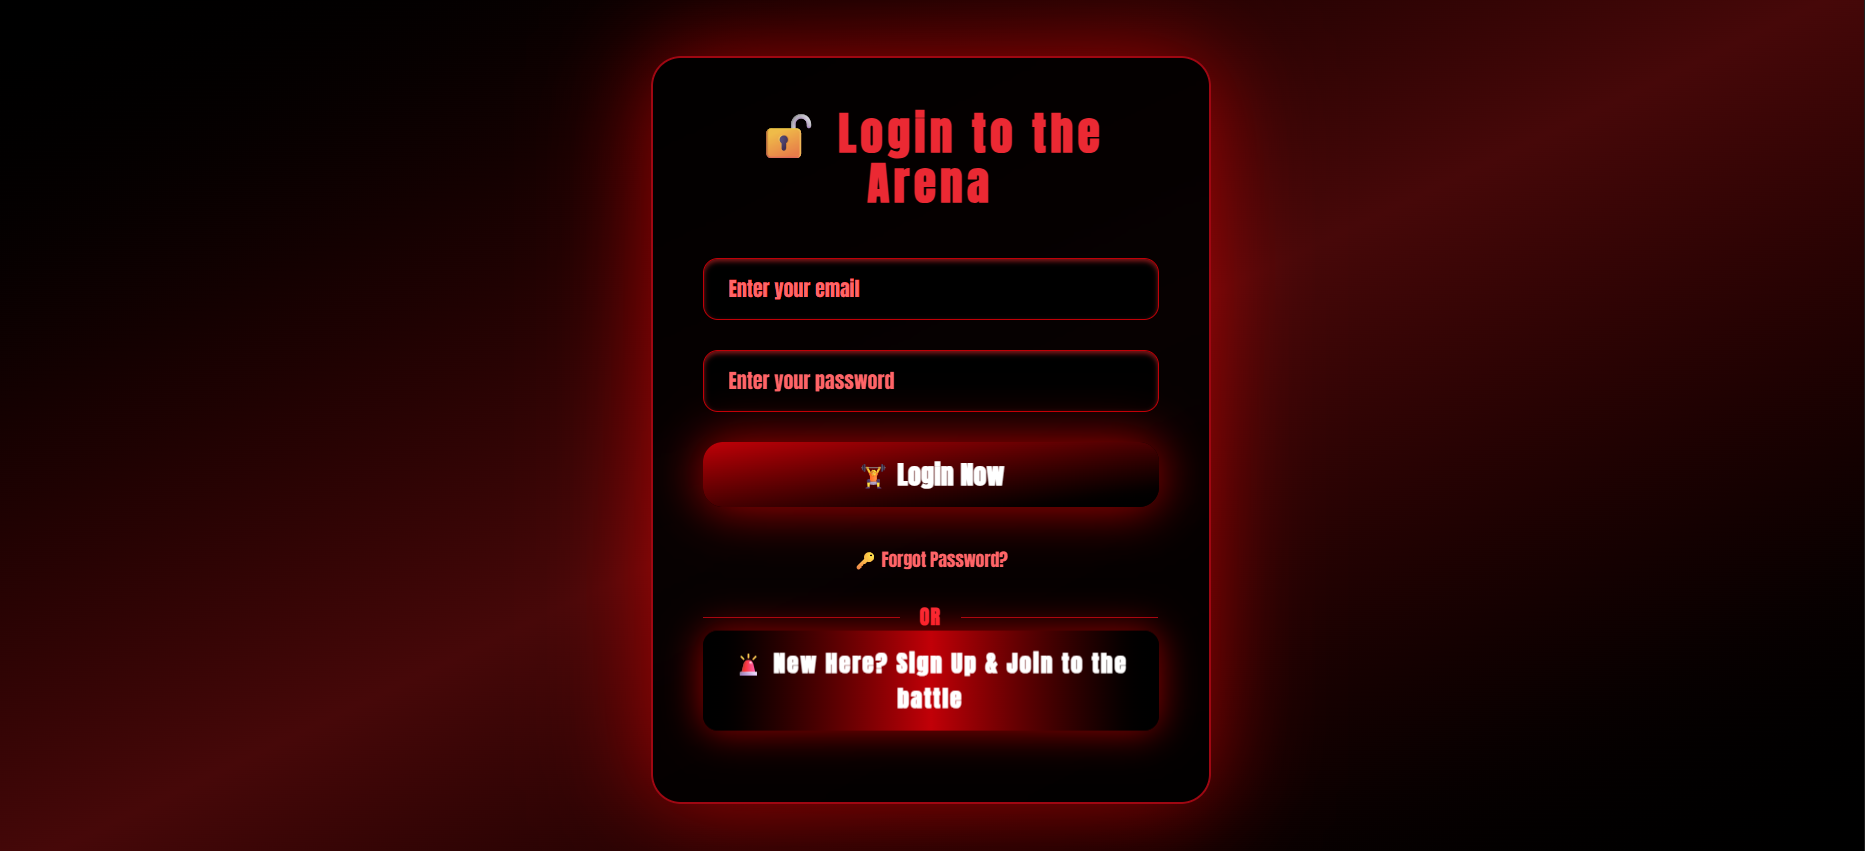 Login to the
Arena
Enter your email
Enter your password
Login Now
Forgot Password?
OR
New Here? Sign Up & Join to the
battle